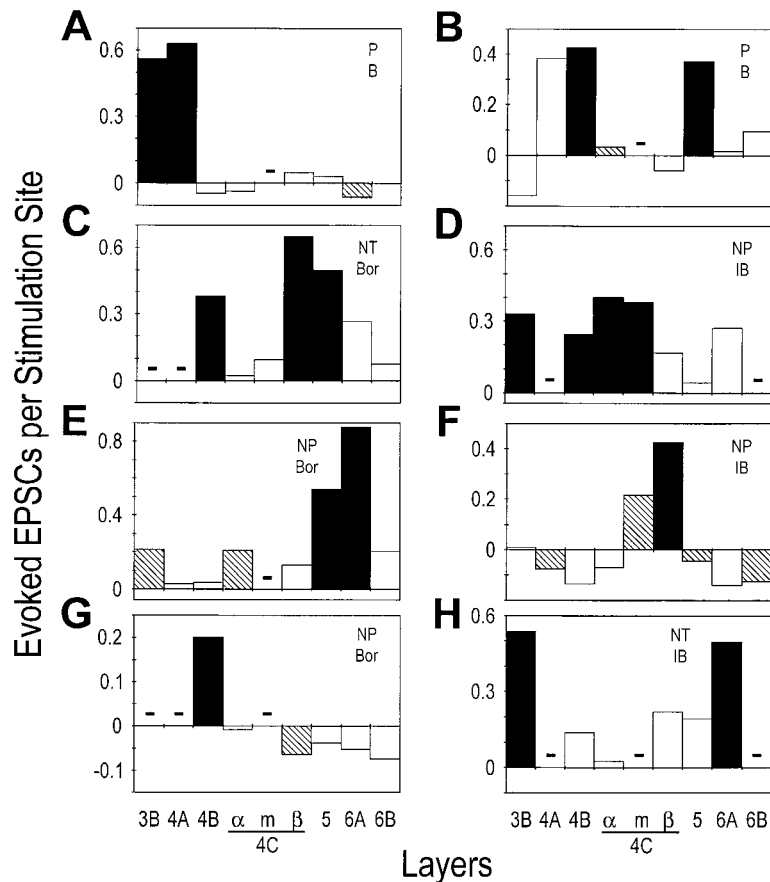 Evoked EPSCs per Stimulation Site
A
P
B
0.6
0.3
0
B
P
B
0.4
0.2
0
C
NT
Bor
0.6
0.3
0
D
NP
IB
0.6
0.3
0
E
NP
Bor
0.8
0.4
0
F
NP
IB
0.4
0.2
0
G
NP
Bor
0.2
0.1
0
-0.1
H
NT
IB
0.6
0.3
0
3B 4A 4B α m β 5 6A 6B
4C
3B 4A 4B α m β 5 6A 6B
4C
Layers